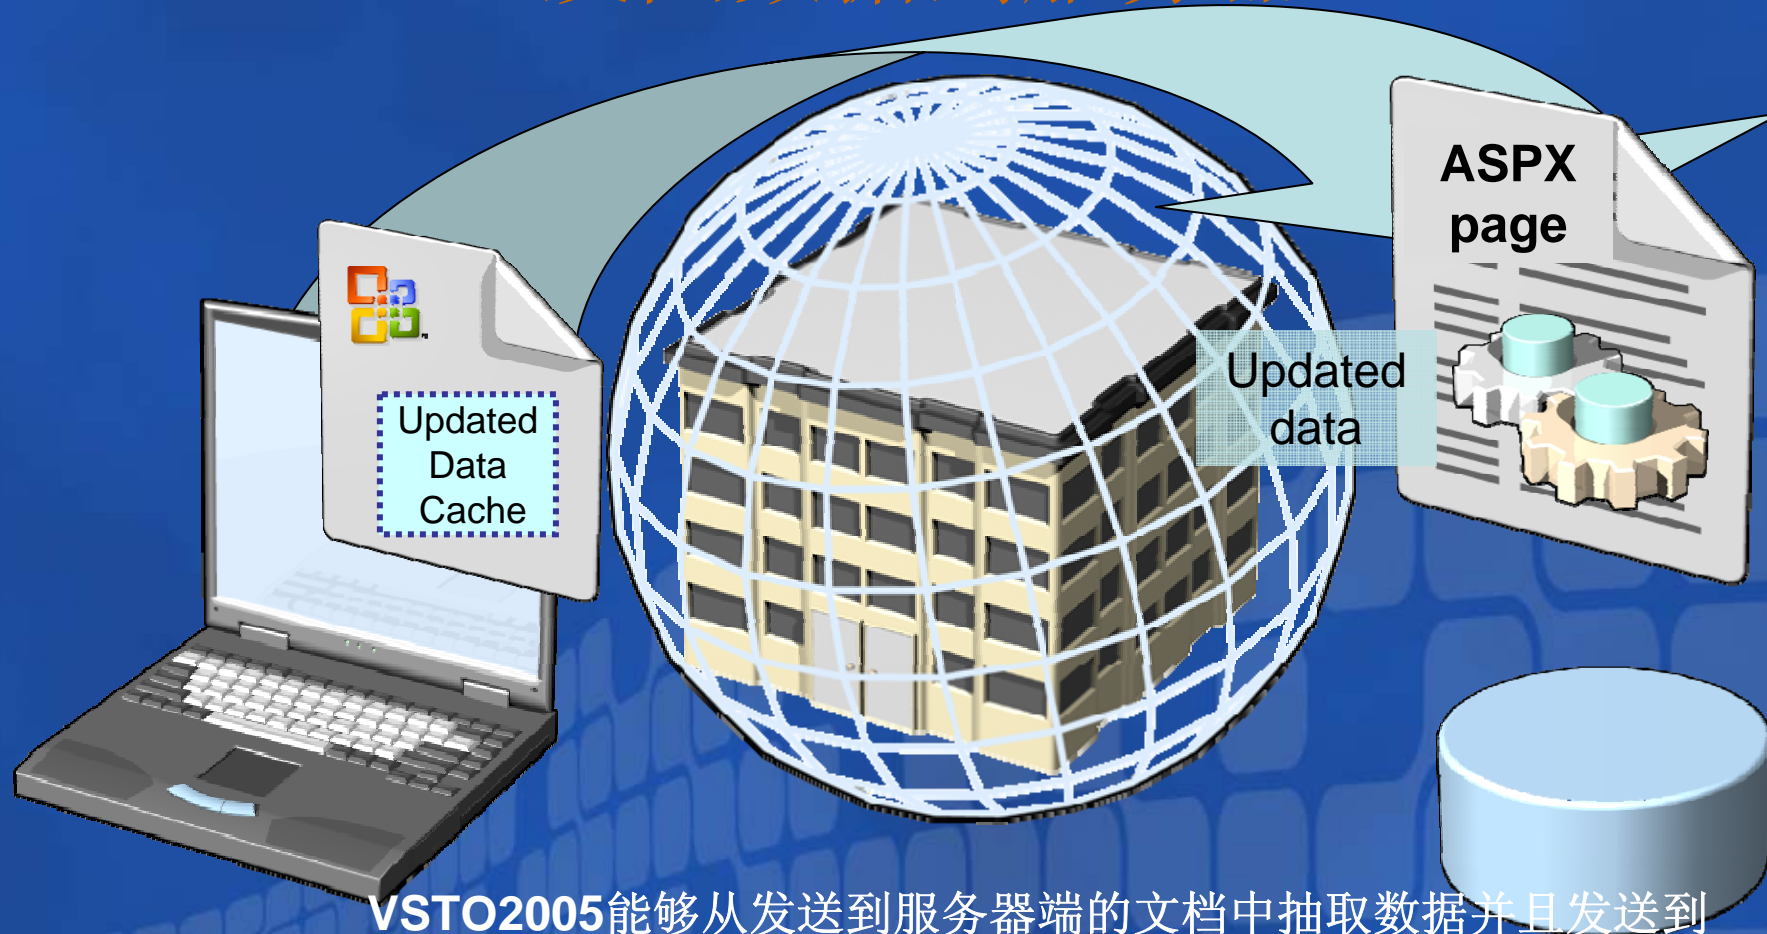 ASPX
page
Updated
data
Updated
Data
Cache
VSTO2005能够从发送到服务器端的文档中抽取数据并且发送到